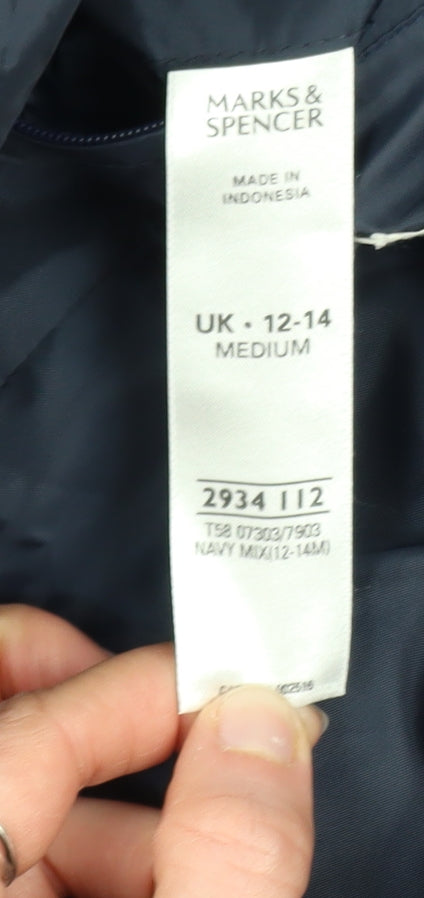 MARKS &
SPENCER
MADE IN
INDONESIA
UK • 12-14
MEDIUM
2934 112
T58 07303/7903
NAVY MIX(12-14M)